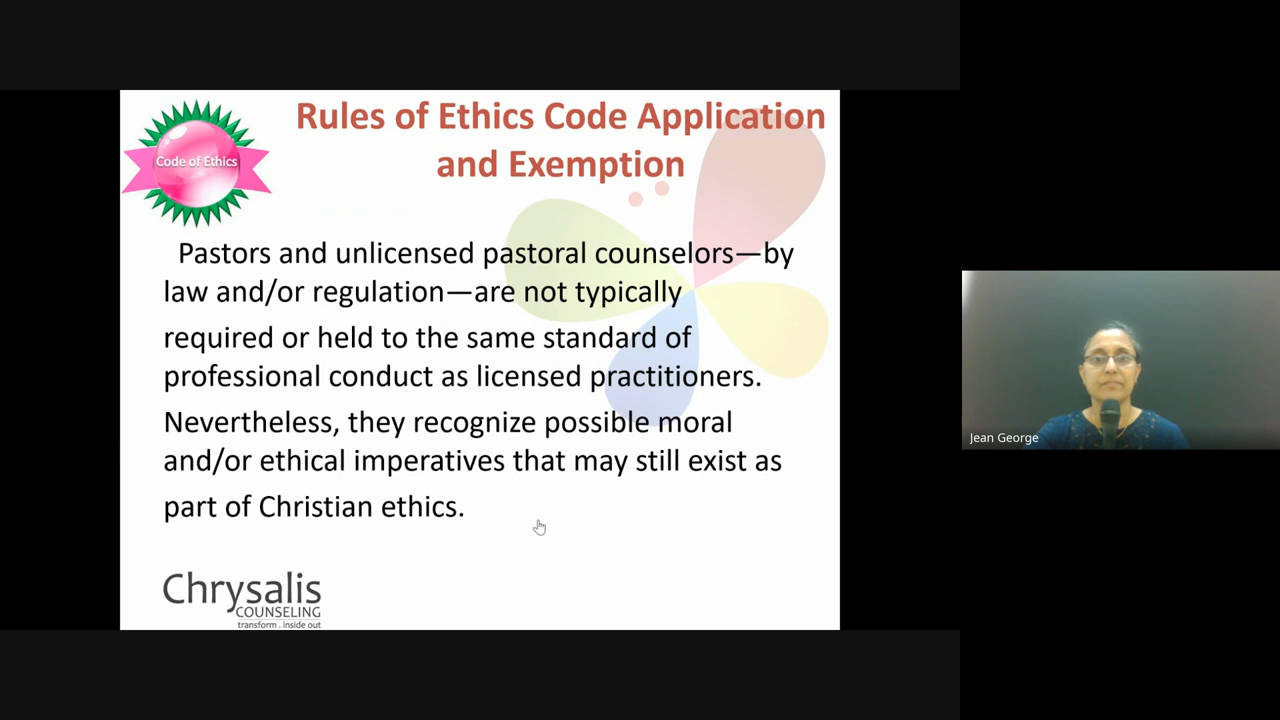 Rules of Ethics Code Application
and Exemption
Code of Ethics
Pastors and unlicensed pastoral counselors—by
law and/or regulation—are not typically
required or held to the same standard of
professional conduct as licensed practitioners.
Nevertheless, they recognize possible moral
and/or ethical imperatives that may still exist as
part of Christian ethics.
Chrysalis
COUNSELING
transform . inside out
Jean George